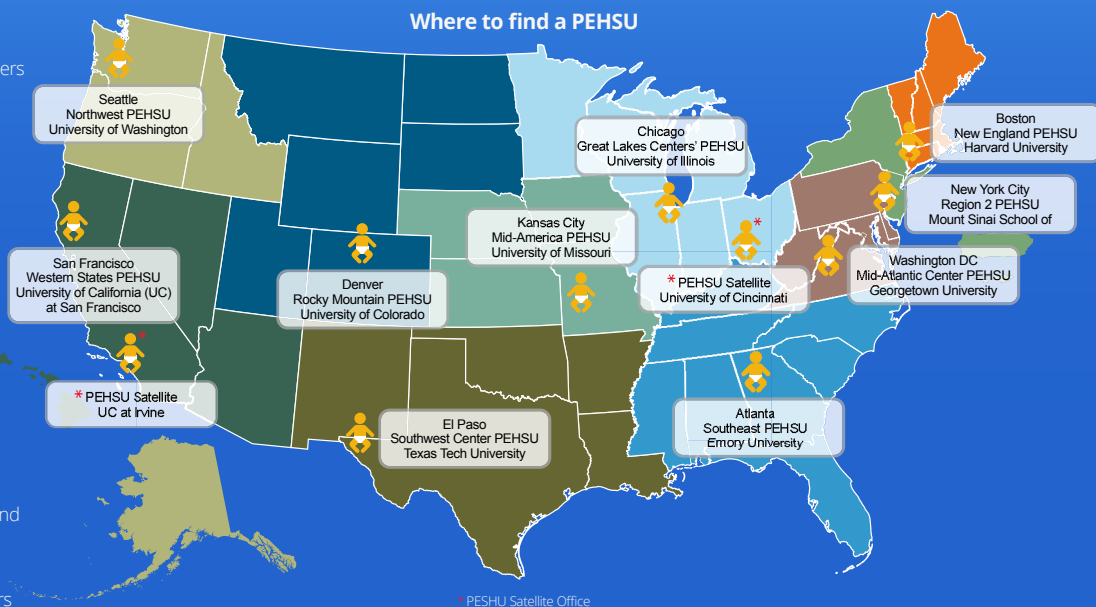 Where to find a PEHSU
ers
Seattle
Northwest PEHSU
University of Washington
Chicago
Great Lakes Centers' PEHSU
University of Illinois
Boston
New England PEHSU
Harvard University
New York City
Region 2 PEHSU
Mount Sinai School of
Kansas City
Mid-America PEHSU
University of Missouri
San Francisco
Western States PEHSU
University of California (UC)
at San Francisco
Denver
Rocky Mountain PEHSU
University of Colorado
*
* PEHSU Satellite
University of Cincinnati
Washington DC
Mid-Atlantic Center PEHSU
Georgetown University
*
* PEHSU Satellite
UC at Irvine
El Paso
Southwest Center PEHSU
Texas Tech University
Atlanta
Southeast PEHSU
Emory University
nd
rs
* PESHU Satellite Office